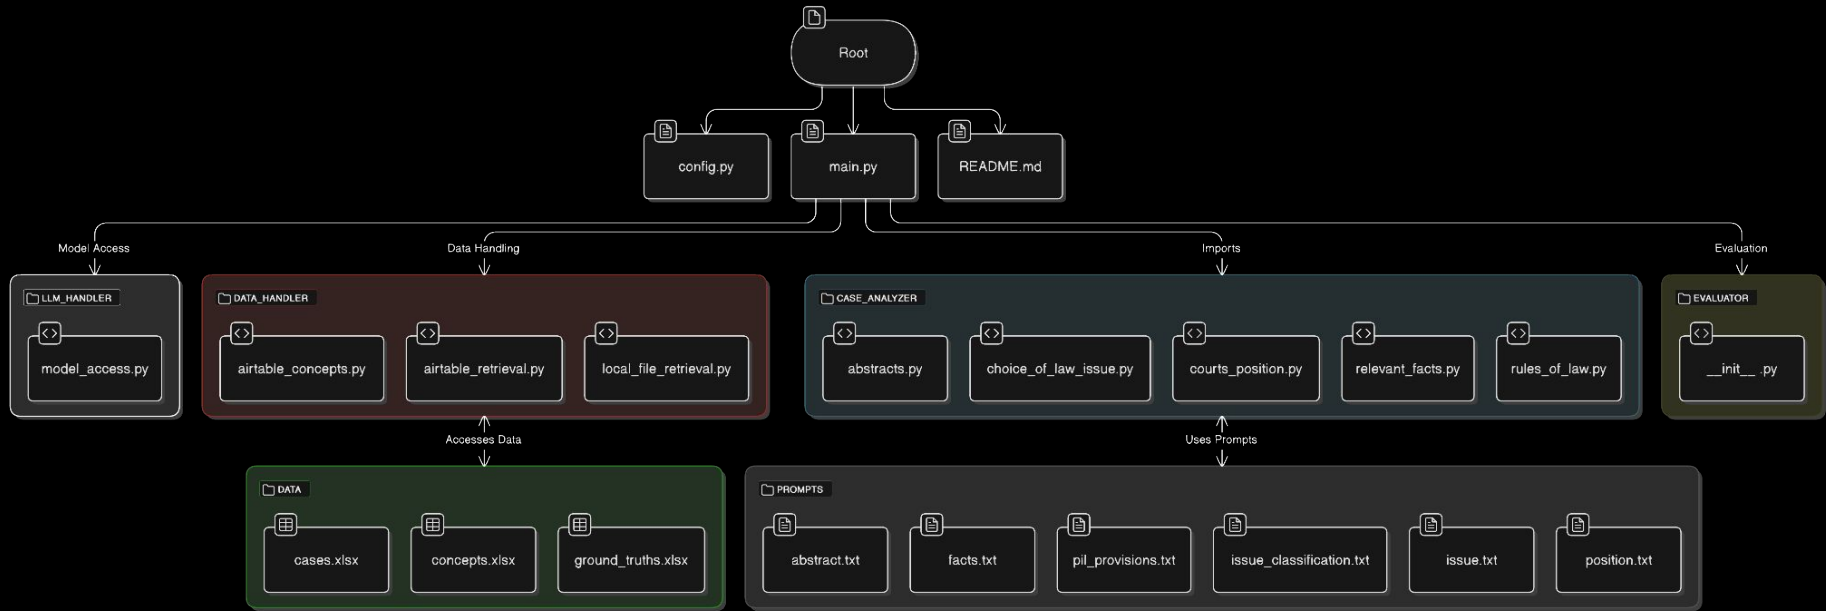 Root
config.py
main.py
README.md
Model Access
Data Handling
Imports
Evaluation
LLM_HANDLER
DATA_HANDLER
CASE_ANALYZER
EVALUATOR
model_access.py
airtable_concepts.py
airtable_retrieval.py
local_file_retrieval.py
abstracts.py
choice_of_law_issue.py
courts_position.py
relevant_facts.py
rules_of_law.py
__init__ .py
Accesses Data
Uses Prompts
DATA
PROMPTS
cases.xlsx
concepts.xlsx
ground_truths.xlsx
abstract.txt
facts.txt
pil_provisions.txt
issue_classification.txt
issue.txt
position.txt